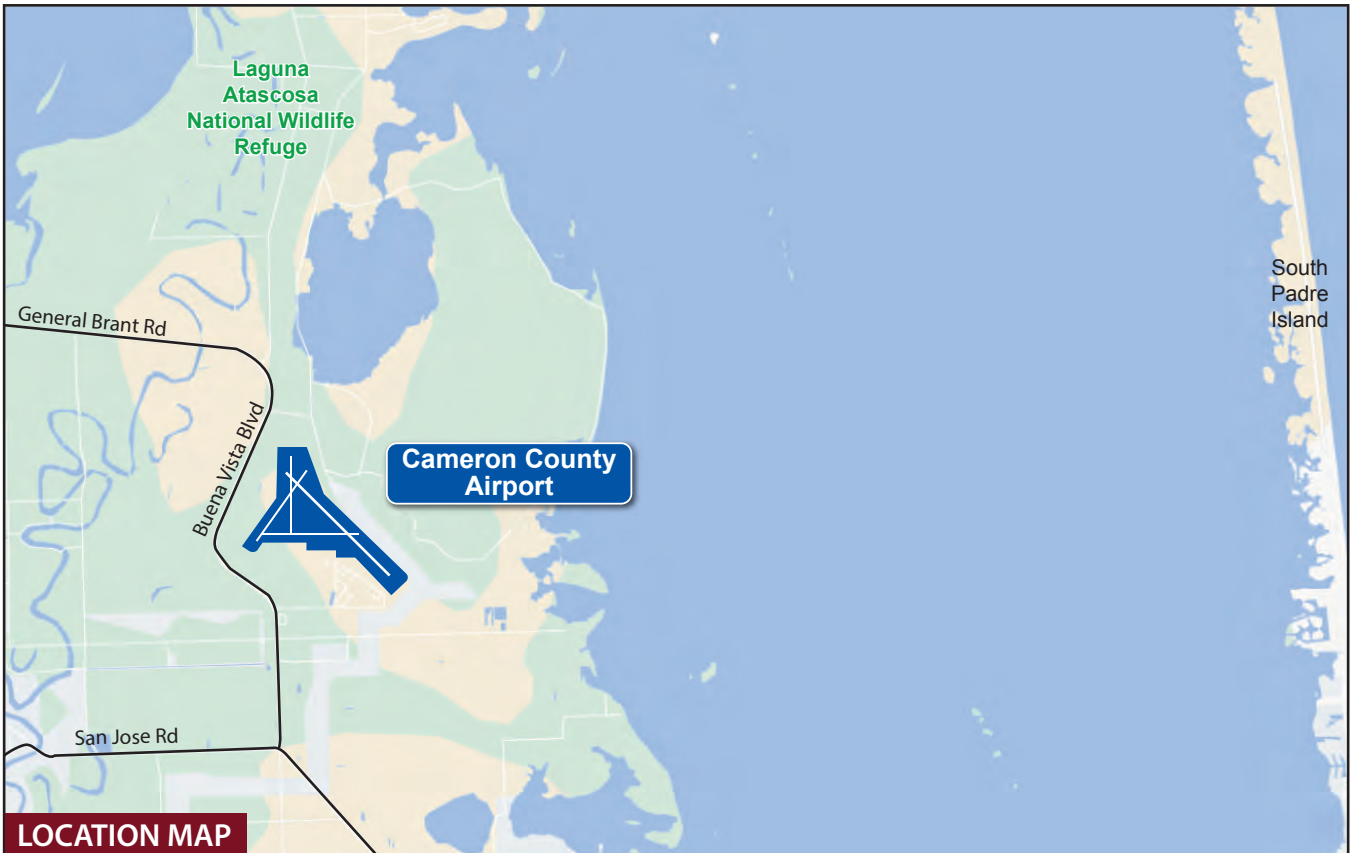 Laguna
Atascosa
National Wildlife
Refuge
South
Padre
Island
General Brant Rd
Buena Vista Blvd
Cameron County
Airport
San Jose Rd
LOCATION MAP